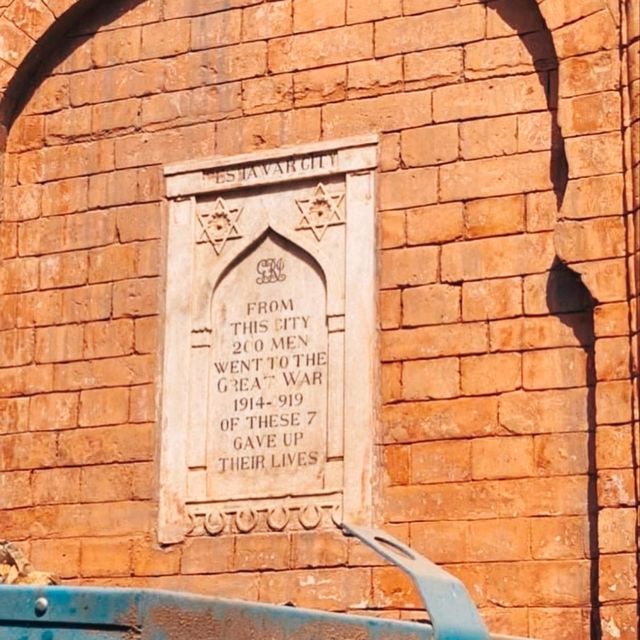 PESHAWAR CITY
FROM
THIS CITY
200 MEN
WENT TO THE
GREAT WAR
1914-1919
OF THESE 7
GAVE UP
THEIR LIVES